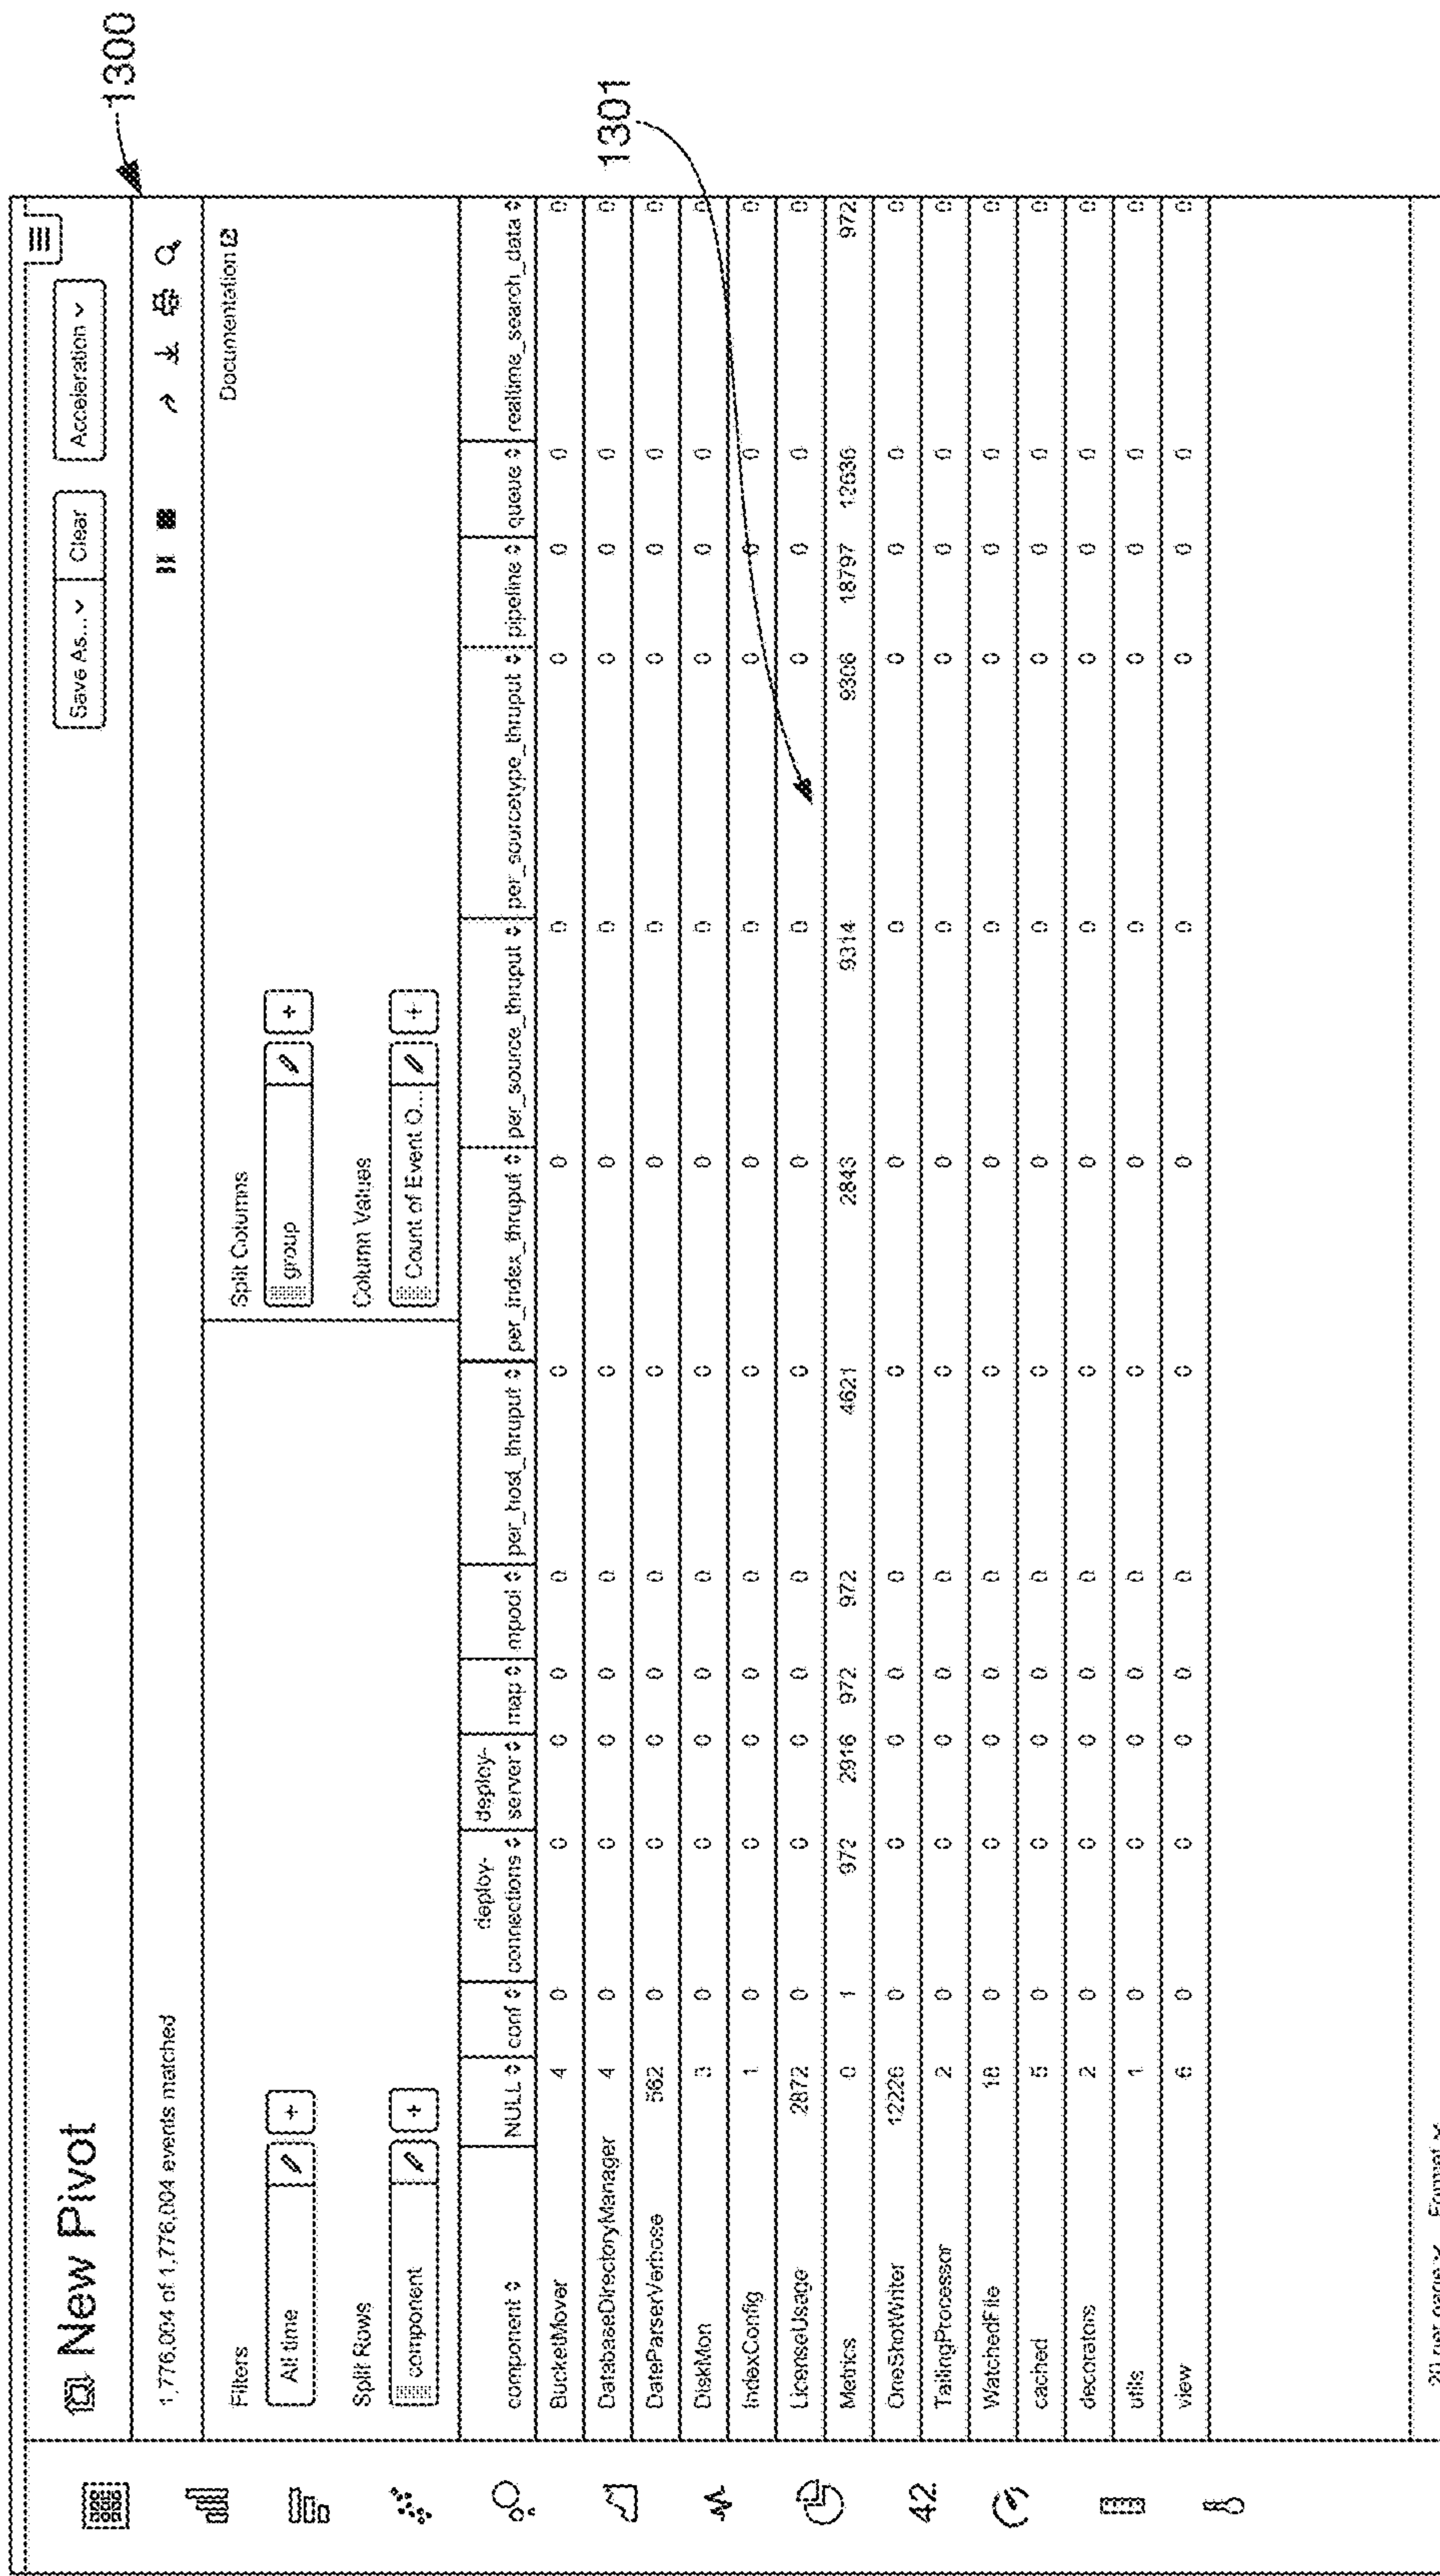 1300
New Pivot
Save As... Clear Acceleration
1,776,004 of 1,776,004 events matched
Filters Split Columns Documentation
All time + group +
Split Rows Column Values
component + Count of Event O... +
component NULL conf deploy-connections deploy-server map mpool per_host_thruput per_index_thruput per_source_thruput per_sourcetype_thruput pipeline queue realtime_search_data
BucketMover 4 0 0 0 0 0 0 0 0 0 0 0 0
DatabaseDirectoryManager 4 0 0 0 0 0 0 0 0 0 0 0 0
1301
DateParserVerbose 562 0 0 0 0 0 0 0 0 0 0 0 0
DiskMon 3 0 0 0 0 0 0 0 0 0 0 0 0
IndexConfig 1 0 0 0 0 0 0 0 0 0 0 0 0
LicenseUsage 2872 0 0 0 0 0 0 0 0 0 0 0 0
Metrics 0 1 972 2916 972 972 4621 2843 9314 9306 18797 12636 972
OneShotWriter 12226 0 0 0 0 0 0 0 0 0 0 0 0
TailingProcessor 2 0 0 0 0 0 0 0 0 0 0 0 0
WatchedFile 18 0 0 0 0 0 0 0 0 0 0 0 0
cached 5 0 0 0 0 0 0 0 0 0 0 0 0
decorators 2 0 0 0 0 0 0 0 0 0 0 0 0
utils 1 0 0 0 0 0 0 0 0 0 0 0 0
view 6 0 0 0 0 0 0 0 0 0 0 0 0
42
20 per page Format